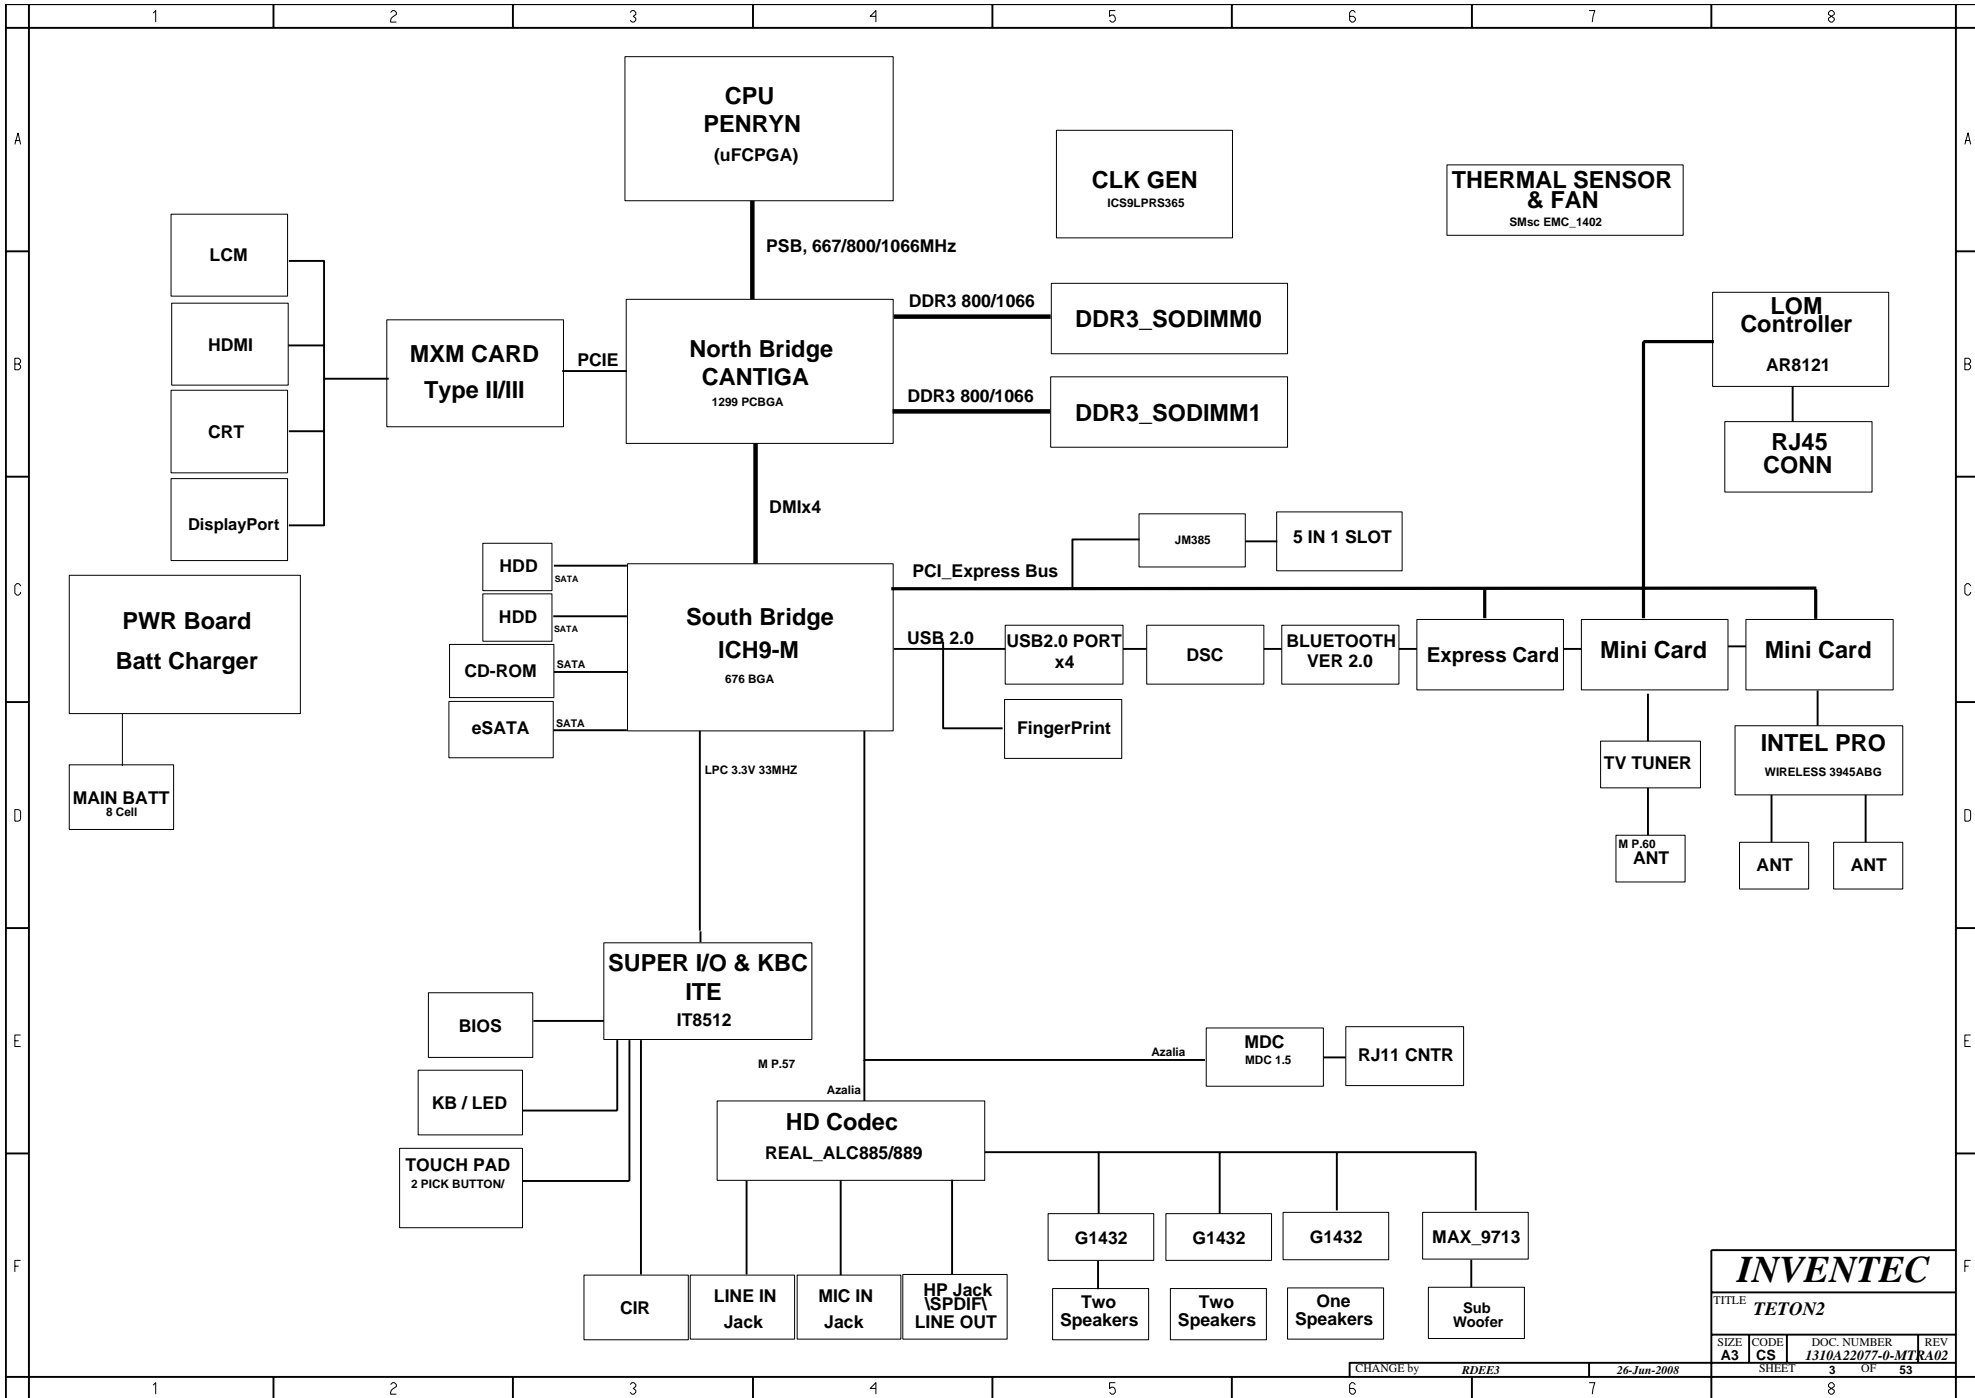 1 2 3 4 5 6 7 8
A
A
B
B
C
C
D
D
E
E
F
F
CPU
PENRYN
(uFCPGA)
CLK GEN
ICS9LPRS365
THERMAL SENSOR
& FAN
SMsc EMC_1402
PSB, 667/800/1066MHz
LCM
HDMI
CRT
DisplayPort
MXM CARD
Type II/III
PCIE
North Bridge
CANTIGA
1299 PCBGA
DDR3 800/1066
DDR3_SODIMM0
DDR3 800/1066
DDR3_SODIMM1
LOM
Controller
AR8121
RJ45
CONN
DMIx4
JM385
5 IN 1 SLOT
PCI_Express Bus
HDD
SATA
HDD
SATA
CD-ROM
SATA
eSATA
SATA
South Bridge
ICH9-M
676 BGA
USB 2.0
USB2.0 PORT
x4
DSC
BLUETOOTH
VER 2.0
Express Card
Mini Card
Mini Card
FingerPrint
TV TUNER
INTEL PRO
WIRELESS 3945ABG
M P.60
ANT
ANT
ANT
PWR Board
Batt Charger
MAIN BATT
8 Cell
LPC 3.3V 33MHZ
SUPER I/O & KBC
ITE
IT8512
BIOS
KB / LED
TOUCH PAD
2 PICK BUTTON/
M P.57
Azalia
Azalia
MDC
MDC 1.5
RJ11 CNTR
HD Codec
REAL_ALC885/889
CIR
LINE IN
Jack
MIC IN
Jack
HP Jack
\SPDIF\
LINE OUT
G1432
G1432
G1432
MAX_9713
Two
Speakers
Two
Speakers
One
Speakers
Sub
Woofer
INVENTEC
TITLE
TETON2
SIZE CODE DOC. NUMBER REV
A3 CS 1310A22077-0-MTR A02
CHANGE by RDEE3 26-Jun-2008 SHEET 3 OF 53
1 2 3 4 5 6 7 8